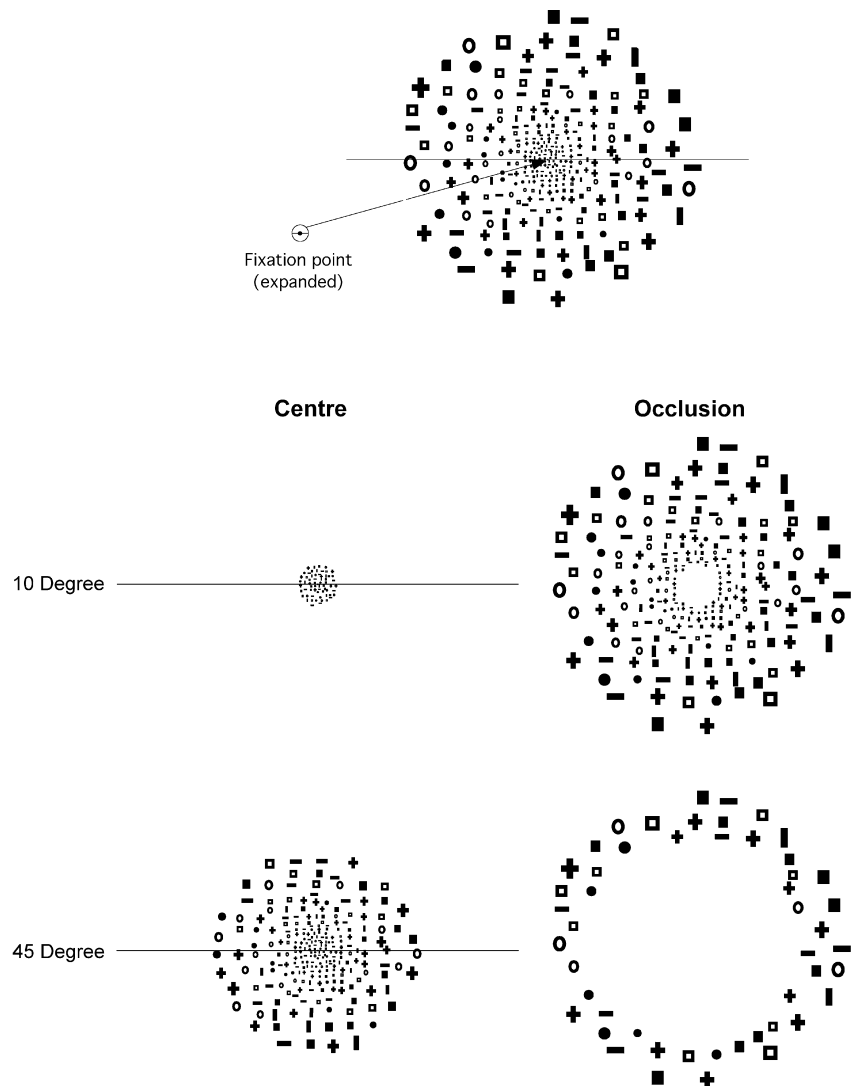 Fixation point
(expanded)
Centre
Occlusion
10 Degree
45 Degree